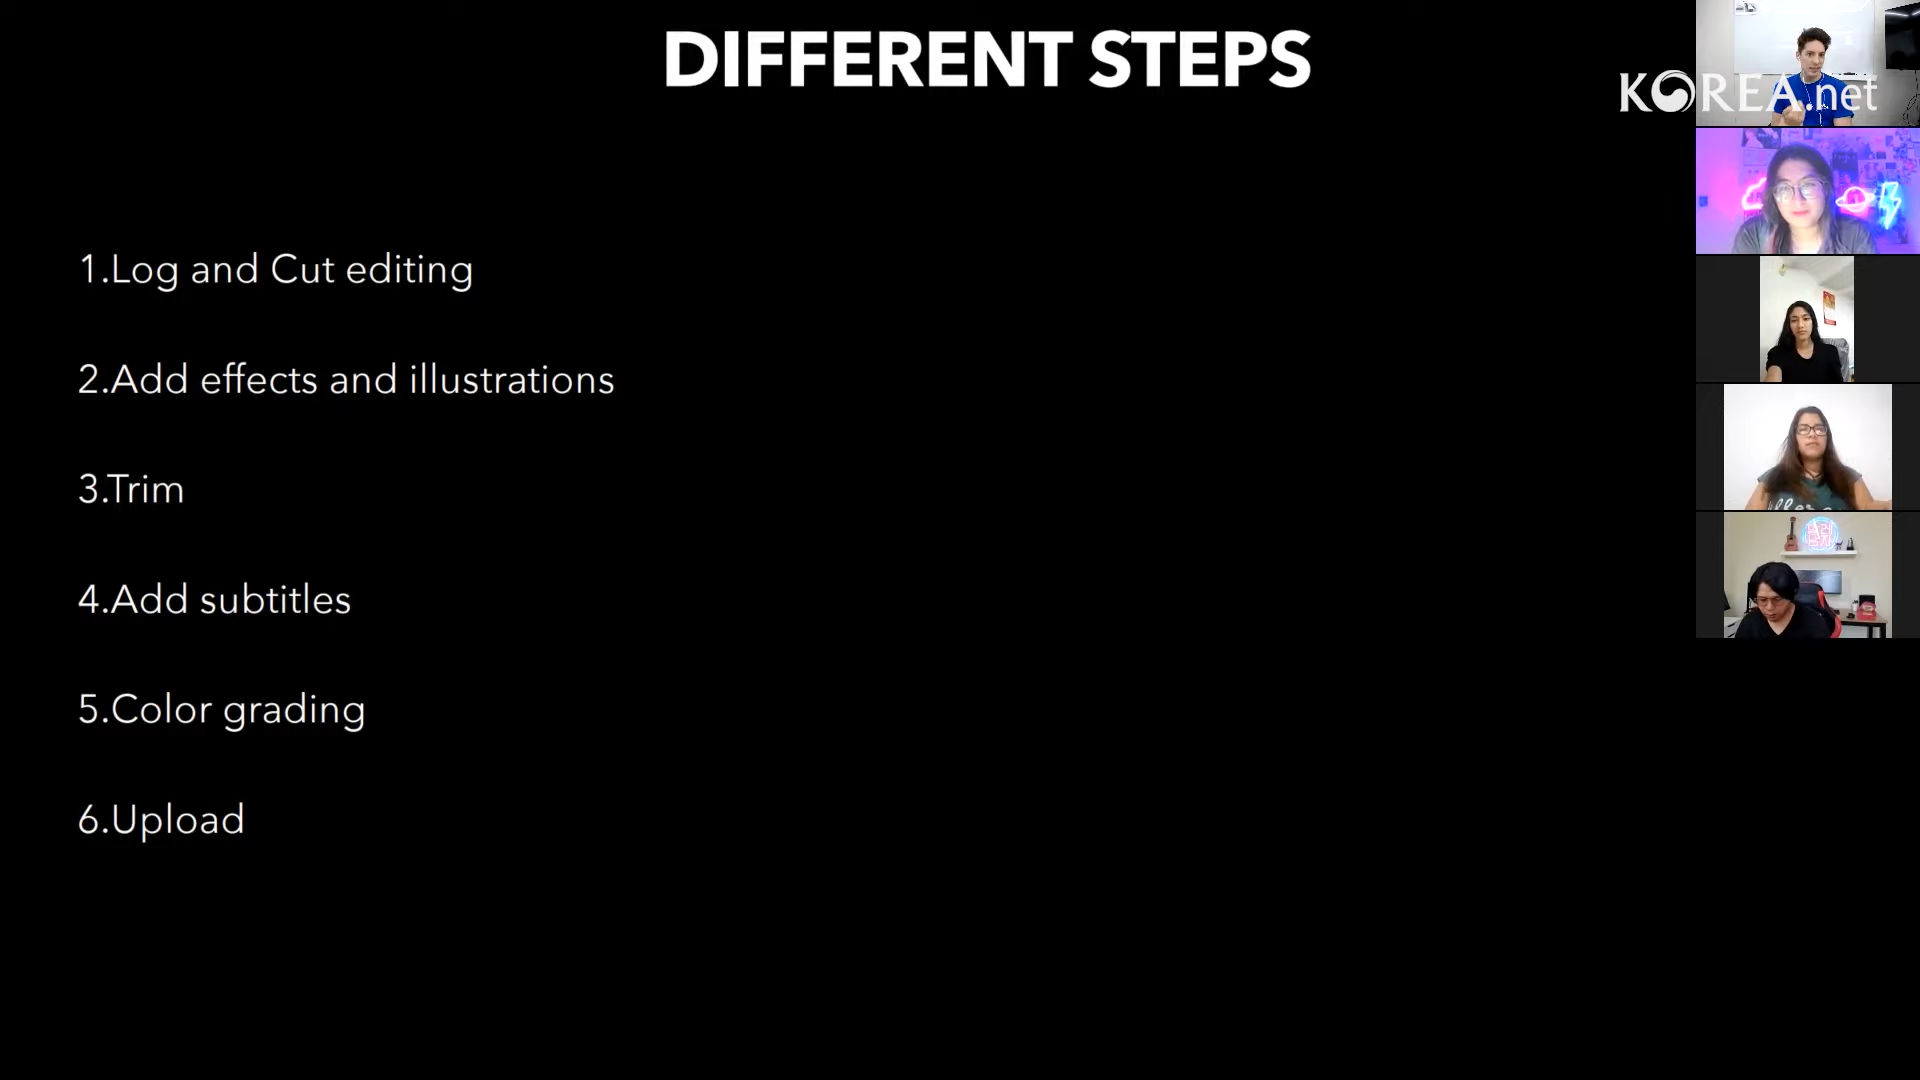 DIFFERENT STEPS
KOREA.net
1.Log and Cut editing
2.Add effects and illustrations
3.Trim
4.Add subtitles
5.Color grading
6.Upload